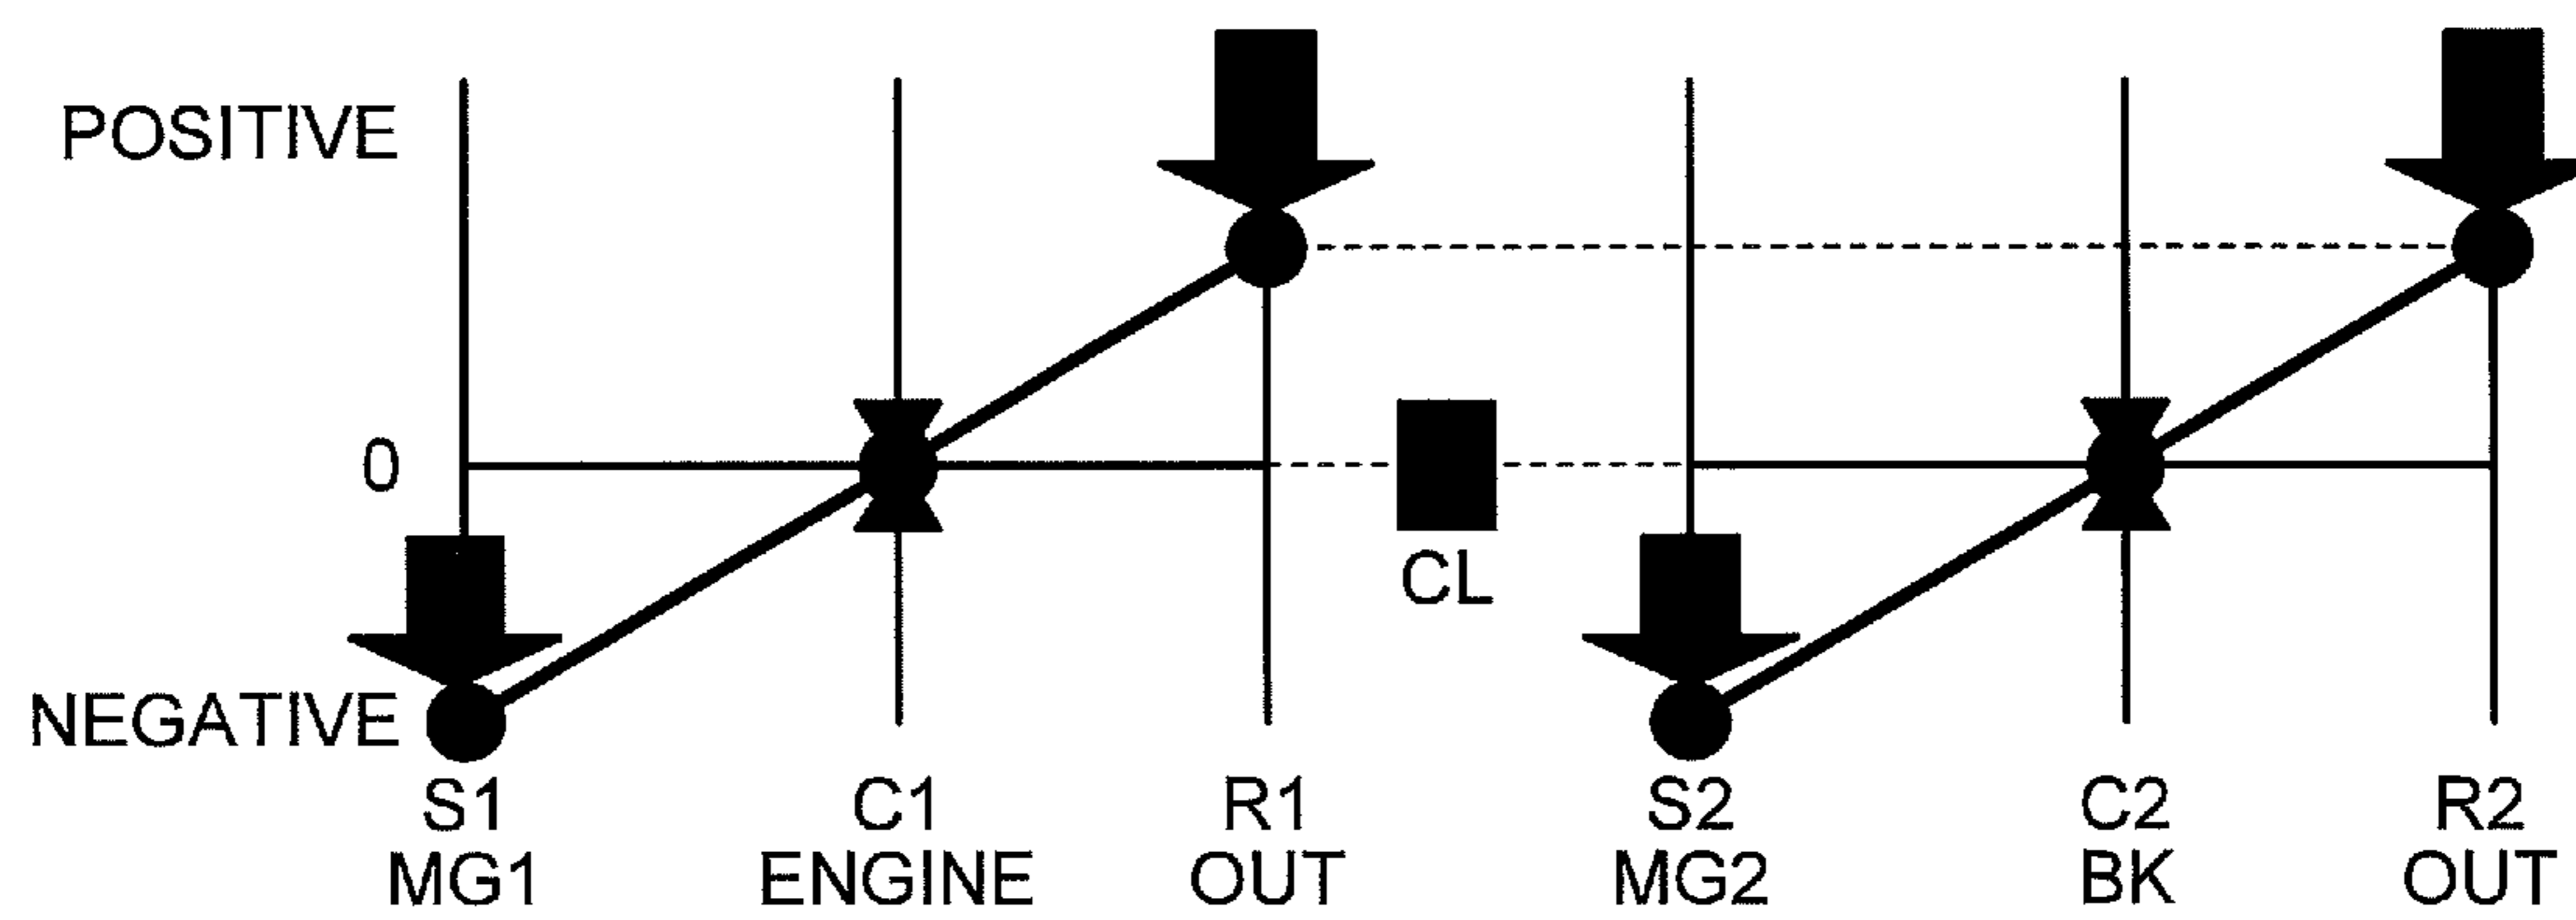 POSITIVE
0
CL
NEGATIVE
S1 C1 R1 S2 C2 R2
MG1 ENGINE OUT MG2 BK OUT